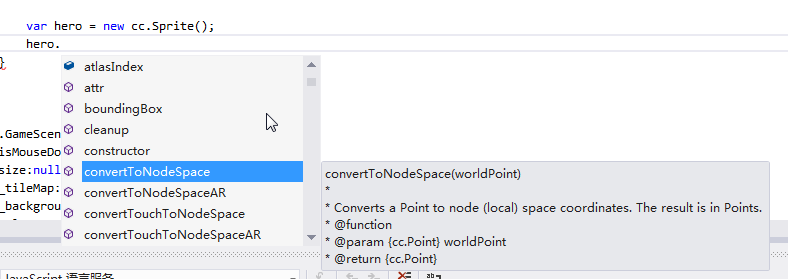 var hero = new cc.Sprite();
hero.
}
atlasIndex
attr
boundingBox
cleanup
constructor
convertToNodeSpace
convertToNodeSpaceAR
convertTouchToNodeSpace
convertTouchToNodeSpaceAR
.GameScen
isMouseDo
size:null
_tileMap:
_backgrou
convertToNodeSpace(worldPoint)
*
* Converts a Point to node (local) space coordinates. The result is in Points.
* @function
* @param {cc.Point} worldPoint
* @return {cc.Point}
JavaScript 语言服务